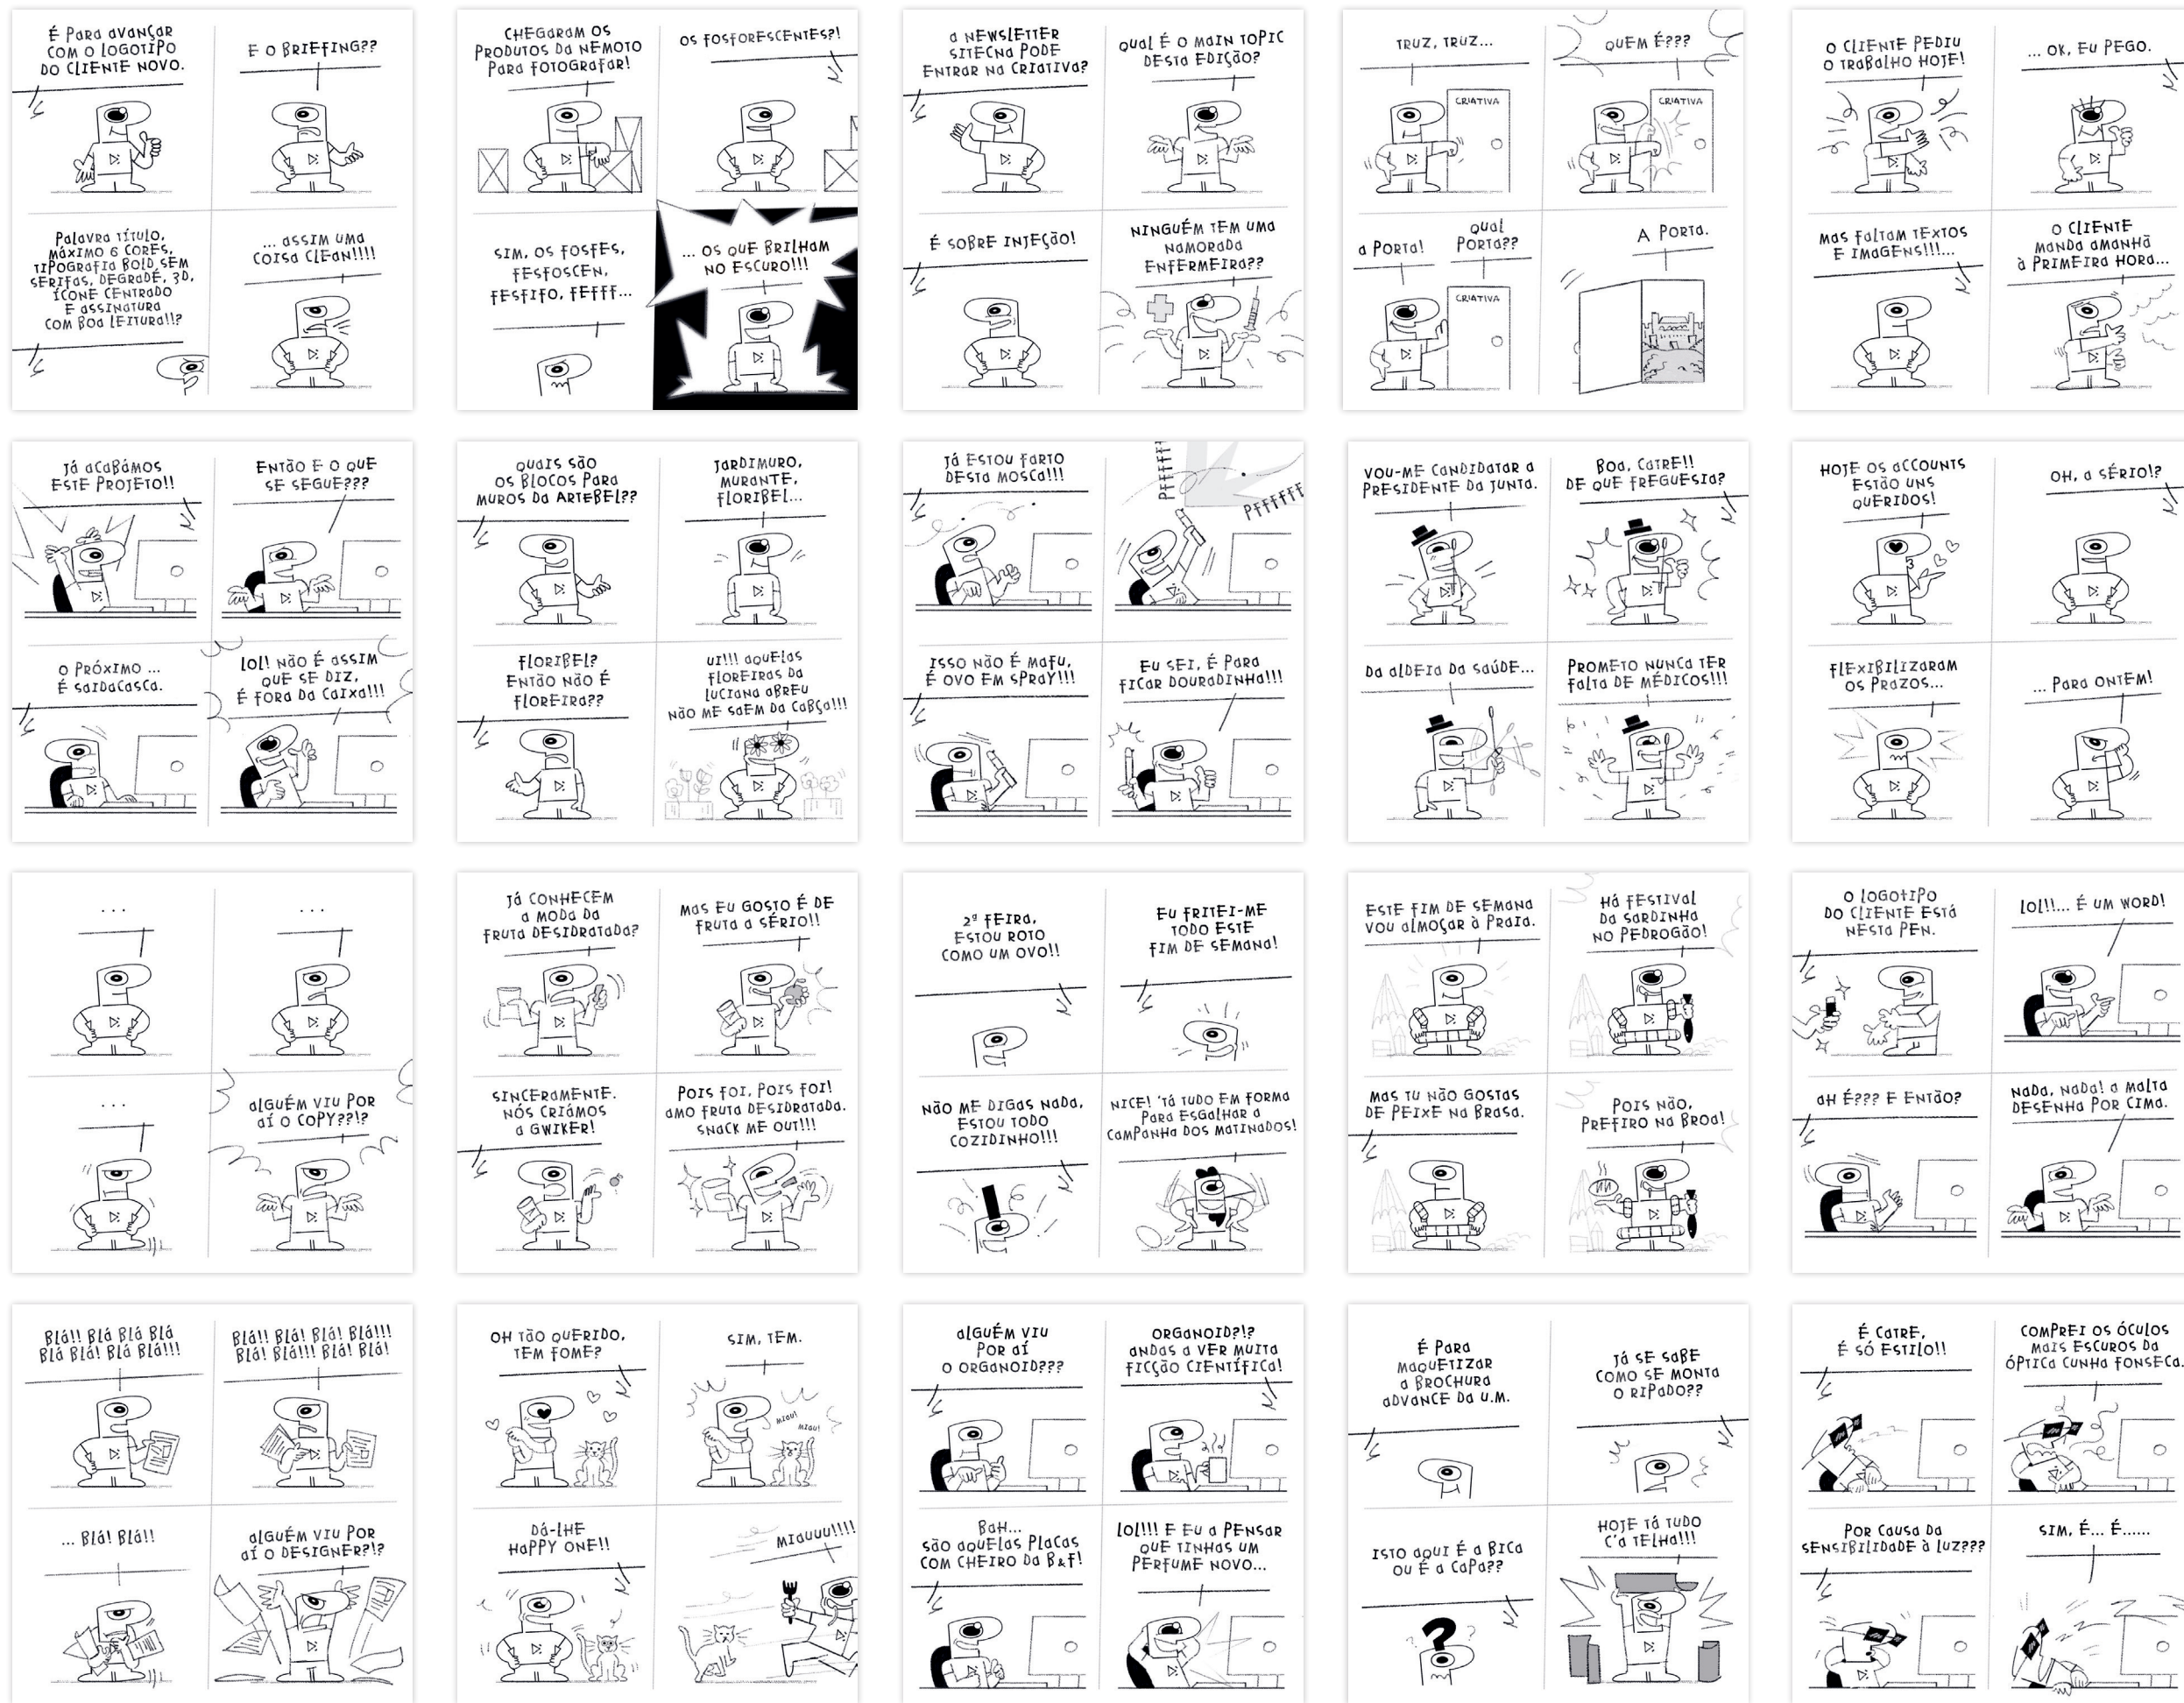 É Para avançar
com o logotipo
do cliente novo.
E o briefing??
Palavra título,
máximo 6 cores,
tipografia bold sem
serifas, degradé, 3D,
ícone centrado
e assinatura
com boa leitura!!?
... assim uma
coisa clean!!!!
Chegaram os
produtos da Nemoto
para fotografar!
Os fosforescentes?!
Sim, os fosfes,
fesfoscen,
fesfifo, fefff...
... os que brilham
no escuro!!!
A newsletter
Sitecna pode
entrar na criativa?
Qual é o main topic
desta edição?
É sobre injeção!
Ninguém tem uma
namorada
enfermeira??
Truz, truz...
CRIATIVA
Quem é???
CRIATIVA
A porta!
Qual
porta??
CRIATIVA
A porta.
O cliente pediu
o trabalho hoje!
... OK, eu pego.
Mas faltam textos
e imagens!!!...
O cliente
manda amanhã
à primeira hora...
Já acabámos
este projeto!!
Então e o que
se segue???
O próximo ...
é saidacasca.
Lol! Não é assim
que se diz,
é fora da caixa!!!
Quais são
os blocos para
muros da Artebel??
Jardimuro,
Murante,
Floribel...
Floribel?
Então não é
floreira??
Ui!!! Aquelas
floreiras da
Luciana Abreu
não me saem da cabça!!!
Já estou farto
desta mosca!!!
Pffffff
Pffffff
Isso não é Mafu,
é ovo em spray!!!
Eu sei, é para
ficar douradinha!!!
Vou-me candidatar a
presidente da junta.
Boa, Catre!!
De que freguesia?
Da aldeia da saúde...
Prometo nunca ter
falta de médicos!!!
Hoje os accounts
estão uns
queridos!
Oh, a sério!?
Flexibilizaram
os prazos...
... para ontem!
...
...
...
Alguém viu por
aí o copy??!?
Já conhecem
a moda da
fruta desidratada?
Mas eu gosto é de
fruta a sério!!
Sinceramente.
Nós criámos
a Gwiker!
Pois foi, pois foi!
Amo fruta desidratada.
Snack me out!!!
2ª feira,
estou roto
como um ovo!!
Eu fritei-me
todo este
fim de semana!
Não me digas nada,
estou todo
cozidinho!!!
Nice! 'Tá tudo em forma
para esgalhar a
campanha dos Matinados!
Este fim de semana
vou almoçar à praia.
Há festival
da sardinha
no Pedrogão!
Mas tu não gostas
de peixe na brasa.
Pois não,
prefiro na broa!
O logotipo
do cliente está
nesta pen.
Lol!!... É um Word!
Ah é??? E então?
Nada, nada! A malta
desenha por cima.
Blá!! Blá Blá Blá
Blá Blá! Blá Blá!!!
Blá!! Blá! Blá! Blá!!!
Blá! Blá!!! Blá! Blá!
... Blá! Blá!!
Alguém viu por
aí o designer?!?
Oh tão querido,
tem fome?
Sim, tem.
Miau!
Miau!
Dá-lhe
Happy One!!
Miauuu!!!!
Alguém viu
por aí
o Organoid???
Organoid?!?
Andas a ver muita
ficção científica!
Bah...
são aquelas placas
com cheiro da B&F!
Lol!!! E eu a pensar
que tinhas um
perfume novo...
É para
maquetizar
a brochura
Advance da U.M.
Já se sabe
como se monta
o ripado??
Isto aqui é a bica
ou é a capa??
?
Hoje tá tudo
c'a telha!!!
É Catre,
é só estilo!!
Comprei os óculos
mais escuros da
Óptica Cunha Fonseca.
Por causa da
sensibilidade à luz???
Sim, é... é......